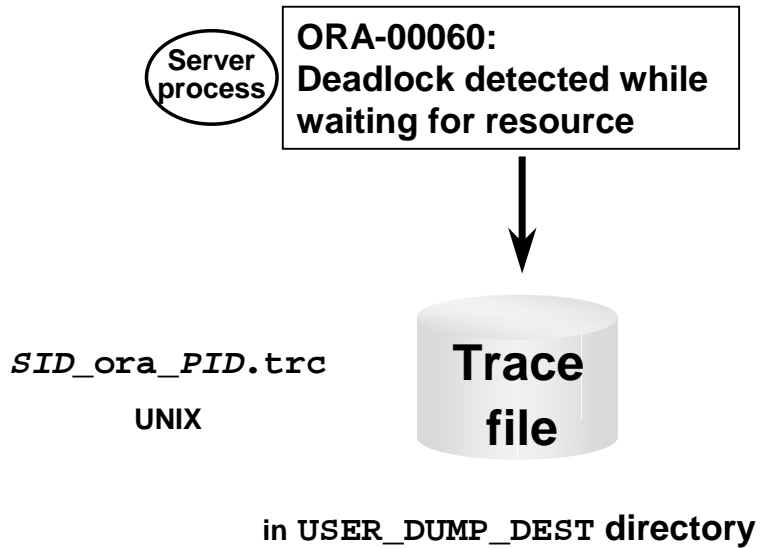 Server
process
ORA-00060:
Deadlock detected while
waiting for resource
SID_ora_PID.trc
UNIX
Trace
file
in USER_DUMP_DEST directory